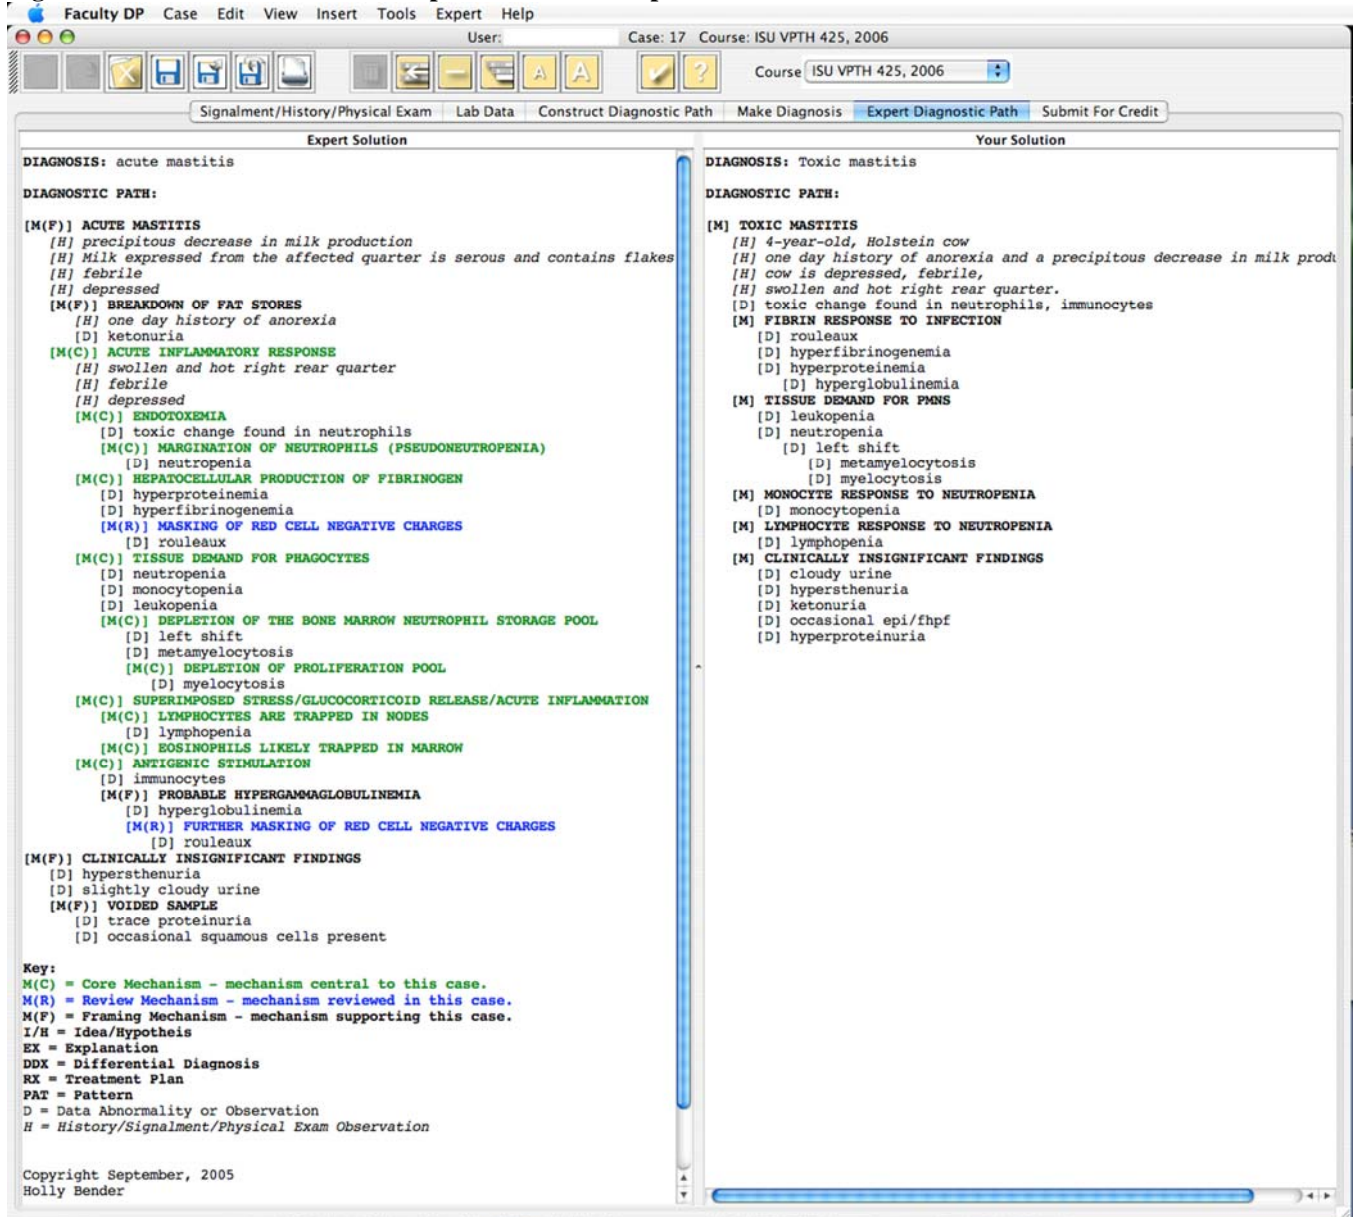 Faculty DP Case Edit View Insert Tools Expert Help
User: Case: 17 Course: ISU VPTH 425, 2006
A A ? Course ISU VPTH 425, 2006
Signalment/History/Physical Exam Lab Data Construct Diagnostic Path Make Diagnosis Expert Diagnostic Path Submit For Credit
Expert Solution
DIAGNOSIS: acute mastitis
DIAGNOSTIC PATH:
[M(F)] ACUTE MASTITIS
[H] precipitous decrease in milk production
[H] Milk expressed from the affected quarter is serous and contains flakes
[H] febrile
[H] depressed
[M(F)] BREAKDOWN OF FAT STORES
[H] one day history of anorexia
[D] ketonuria
[M(C)] ACUTE INFLAMMATORY RESPONSE
[H] swollen and hot right rear quarter
[H] febrile
[H] depressed
[M(C)] ENDOTOXEMIA
[D] toxic change found in neutrophils
[M(C)] MARGINATION OF NEUTROPHILS (PSEUDONEUTROPENIA)
[D] neutropenia
[M(C)] HEPATOCELLULAR PRODUCTION OF FIBRINOGEN
[D] hyperproteinemia
[D] hyperfibrinogenemia
[M(R)] MASKING OF RED CELL NEGATIVE CHARGES
[D] rouleaux
[M(C)] TISSUE DEMAND FOR PHAGOCYTES
[D] neutropenia
[D] monocytopenia
[D] leukopenia
[M(C)] DEPLETION OF THE BONE MARROW NEUTROPHIL STORAGE POOL
[D] left shift
[D] metamyelocytosis
[M(C)] DEPLETION OF PROLIFERATION POOL
[D] myelocytosis
[M(C)] SUPERIMPOSED STRESS/GLUCOCORTICOID RELEASE/ACUTE INFLAMMATION
[M(C)] LYMPHOCYTES ARE TRAPPED IN NODES
[D] lymphopenia
[M(C)] EOSINOPHILS LIKELY TRAPPED IN MARROW
[M(C)] ANTIGENIC STIMULATION
[D] immunocytes
[M(F)] PROBABLE HYPERGAMMAGLOBULINEMIA
[D] hyperglobulinemia
[M(R)] FURTHER MASKING OF RED CELL NEGATIVE CHARGES
[D] rouleaux
[M(F)] CLINICALLY INSIGNIFICANT FINDINGS
[D] hypersthenuria
[D] slightly cloudy urine
[M(F)] VOIDED SAMPLE
[D] trace proteinuria
[D] occasional squamous cells present
Key:
M(C) = Core Mechanism - mechanism central to this case.
M(R) = Review Mechanism - mechanism reviewed in this case.
M(F) = Framing Mechanism - mechanism supporting this case.
I/H = Idea/Hypotheis
EX = Explanation
DDX = Differential Diagnosis
RX = Treatment Plan
PAT = Pattern
D = Data Abnormality or Observation
H = History/Signalment/Physical Exam Observation
Copyright September, 2005
Holly Bender
Your Solution
DIAGNOSIS: Toxic mastitis
DIAGNOSTIC PATH:
[M] TOXIC MASTITIS
[H] 4-year-old, Holstein cow
[H] one day history of anorexia and a precipitous decrease in milk produ
[H] cow is depressed, febrile,
[H] swollen and hot right rear quarter.
[D] toxic change found in neutrophils, immunocytes
[M] FIBRIN RESPONSE TO INFECTION
[D] rouleaux
[D] hyperfibrinogenemia
[D] hyperproteinemia
[D] hyperglobulinemia
[M] TISSUE DEMAND FOR PMNS
[D] leukopenia
[D] neutropenia
[D] left shift
[D] metamyelocytosis
[D] myelocytosis
[M] MONOCYTE RESPONSE TO NEUTROPENIA
[D] monocytopenia
[M] LYMPHOCYTE RESPONSE TO NEUTROPENIA
[D] lymphopenia
[M] CLINICALLY INSIGNIFICANT FINDINGS
[D] cloudy urine
[D] hypersthenuria
[D] ketonuria
[D] occasional epi/fhpf
[D] hyperproteinuria